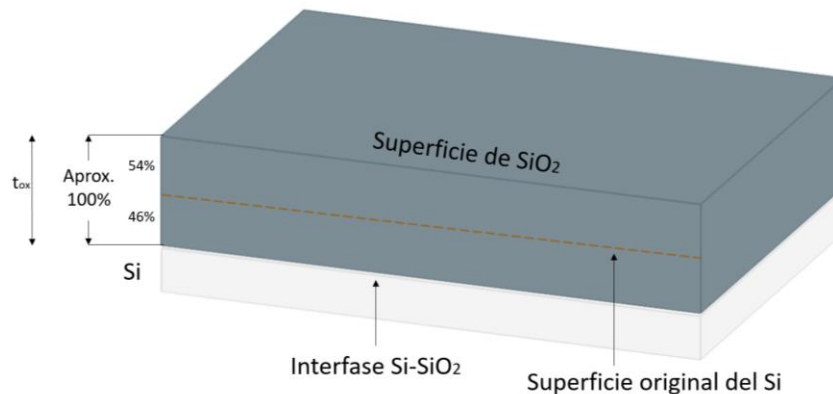 Superficie de SiO₂
tₒₓ
Aprox.
100%
54%
46%
Si
Interfase Si-SiO₂
Superficie original del Si